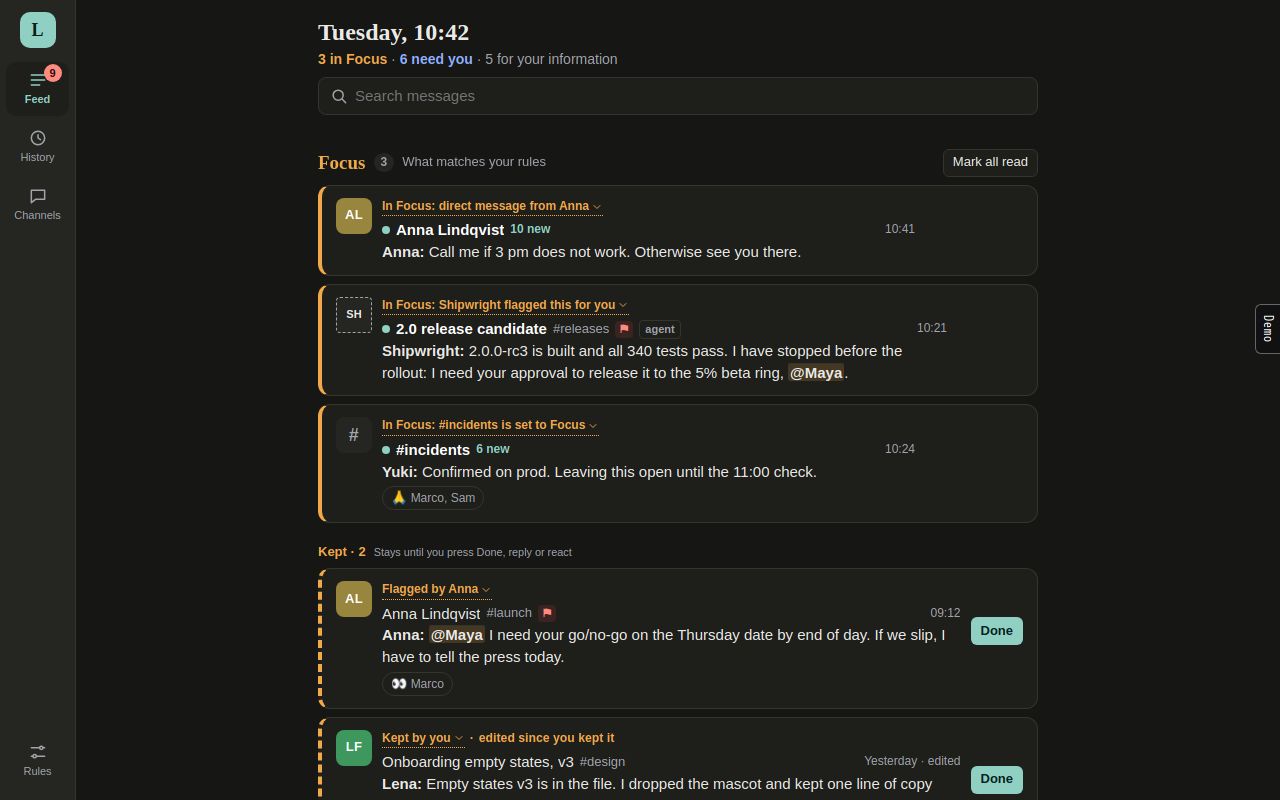 L
Tuesday, 10:42
3 in Focus · 6 need you · 5 for your information
Search messages
9
Feed
History
Channels
Rules
Focus 3 What matches your rules Mark all read
AL
In Focus: direct message from Anna
Anna Lindqvist 10 new 10:41
Anna: Call me if 3 pm does not work. Otherwise see you there.
SH
In Focus: Shipwright flagged this for you
2.0 release candidate #releases agent 10:21
Shipwright: 2.0.0-rc3 is built and all 340 tests pass. I have stopped before the
rollout: I need your approval to release it to the 5% beta ring, @Maya.
#
In Focus: #incidents is set to Focus
#incidents 6 new 10:24
Yuki: Confirmed on prod. Leaving this open until the 11:00 check.
🙏 Marco, Sam
Kept · 2 Stays until you press Done, reply or react
AL
Flagged by Anna
Anna Lindqvist #launch 09:12
Anna: @Maya I need your go/no-go on the Thursday date by end of day. If we slip, I
have to tell the press today.
👀 Marco
Done
LF
Kept by you · edited since you kept it
Onboarding empty states, v3 #design Yesterday · edited
Lena: Empty states v3 is in the file. I dropped the mascot and kept one line of copy
Done
Demo